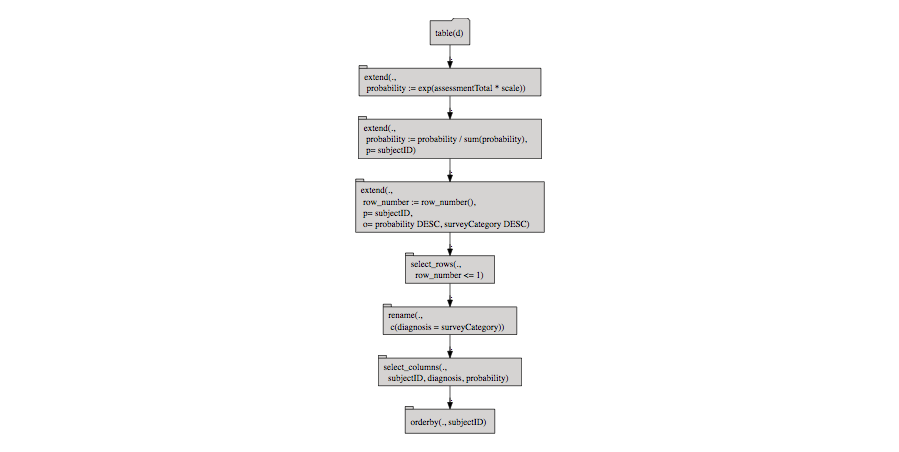 table(d)
extend(.,
probability := exp(assessmentTotal * scale))
extend(.,
probability := probability / sum(probability),
p= subjectID)
extend(.,
row_number := row_number(),
p= subjectID,
o= probability DESC, surveyCategory DESC)
select_rows(.,
row_number <= 1)
rename(.,
c(diagnosis = surveyCategory))
select_columns(.,
subjectID, diagnosis, probability)
orderby(., subjectID)